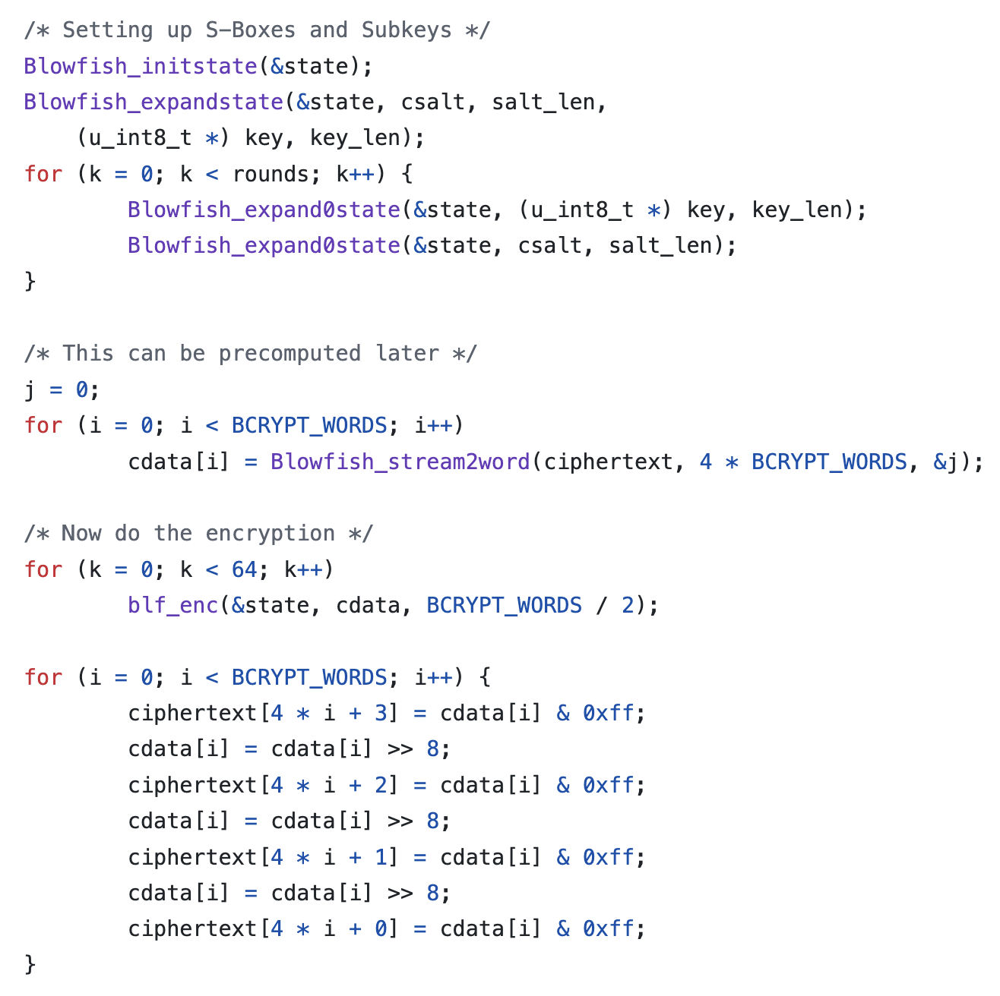 /* Setting up S-Boxes and Subkeys */
Blowfish_initstate(&state);
Blowfish_expandstate(&state, csalt, salt_len,
    (u_int8_t *) key, key_len);
for (k = 0; k < rounds; k++) {
        Blowfish_expand0state(&state, (u_int8_t *) key, key_len);
        Blowfish_expand0state(&state, csalt, salt_len);
}

/* This can be precomputed later */
j = 0;
for (i = 0; i < BCRYPT_WORDS; i++)
        cdata[i] = Blowfish_stream2word(ciphertext, 4 * BCRYPT_WORDS, &j);

/* Now do the encryption */
for (k = 0; k < 64; k++)
        blf_enc(&state, cdata, BCRYPT_WORDS / 2);

for (i = 0; i < BCRYPT_WORDS; i++) {
        ciphertext[4 * i + 3] = cdata[i] & 0xff;
        cdata[i] = cdata[i] >> 8;
        ciphertext[4 * i + 2] = cdata[i] & 0xff;
        cdata[i] = cdata[i] >> 8;
        ciphertext[4 * i + 1] = cdata[i] & 0xff;
        cdata[i] = cdata[i] >> 8;
        ciphertext[4 * i + 0] = cdata[i] & 0xff;
}